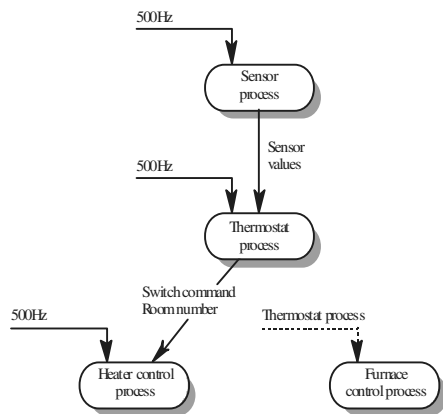 500Hz
Sensor
process
Sensor
values
500Hz
Thermostat
process
Switch command
Room number
500Hz
Thermostat process
Heater control
process
Furnace
control process